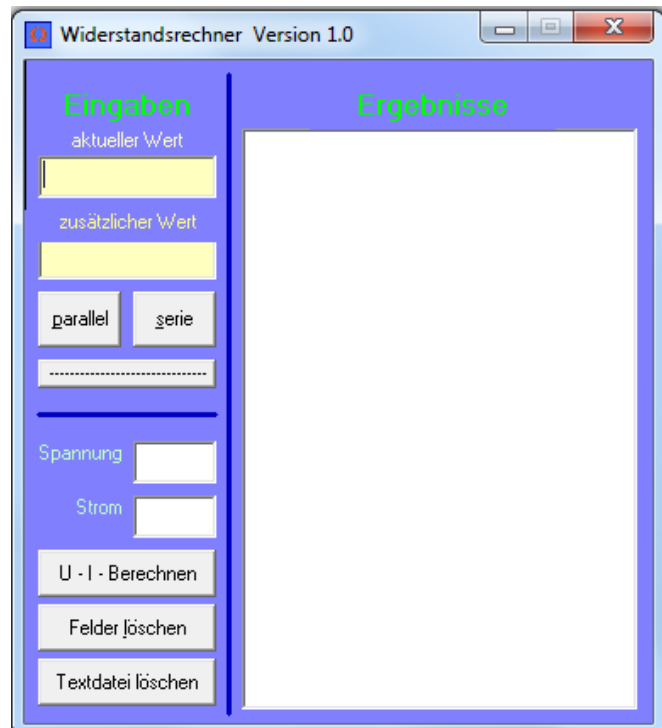 Widerstandsrechner Version 1.0
Eingaben
aktueller Wert
zusätzlicher Wert
parallel serie
-------------------------------
Spannung
Strom
U - I - Berechnen
Felder löschen
Textdatei löschen
Ergebnisse